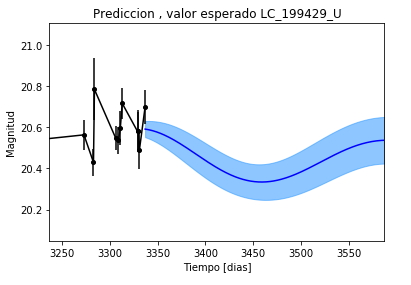 Prediccion , valor esperado LC_199429_U
Magnitud
21.0
20.8
20.6
20.4
20.2
3250 3300 3350 3400 3450 3500 3550
Tiempo [dias]